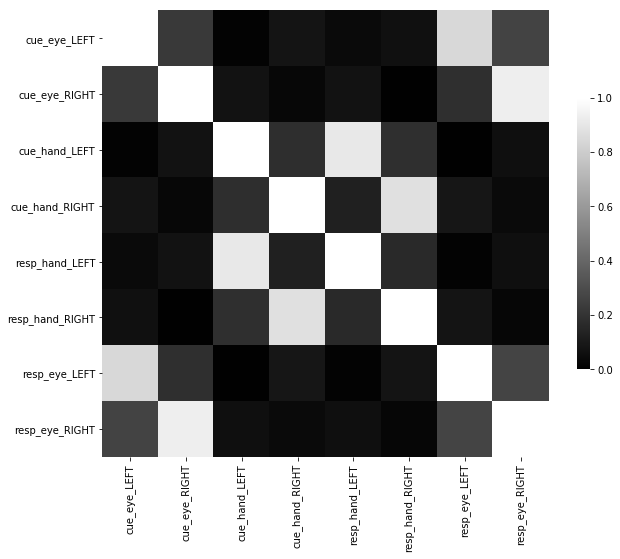 cue_eye_LEFT
cue_eye_RIGHT
cue_hand_LEFT
cue_hand_RIGHT
resp_hand_LEFT
resp_hand_RIGHT
resp_eye_LEFT
resp_eye_RIGHT
1.0
0.8
0.6
0.4
0.2
0.0
cue_eye_LEFT
cue_eye_RIGHT
cue_hand_LEFT
cue_hand_RIGHT
resp_hand_LEFT
resp_hand_RIGHT
resp_eye_LEFT
resp_eye_RIGHT